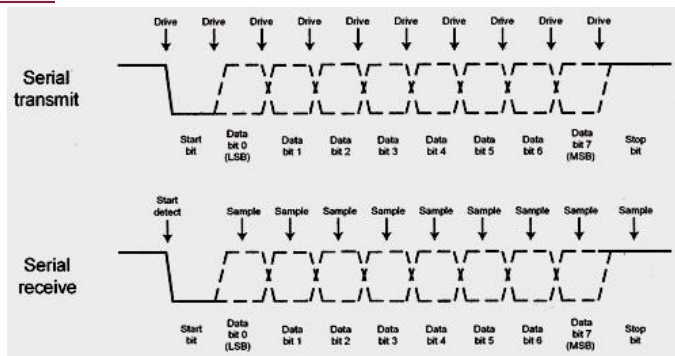 Drive Drive Drive Drive Drive Drive Drive Drive Drive Drive
Serial
transmit
Start
bit
Data
bit 0
(LSB)
Data
bit 1
Data
bit 2
Data
bit 3
Data
bit 4
Data
bit 5
Data
bit 6
Data
bit 7
(MSB)
Stop
bit
Start
detect
Sample Sample Sample Sample Sample Sample Sample Sample Sample
Serial
receive
Start
bit
Data
bit 0
(LSB)
Data
bit 1
Data
bit 2
Data
bit 3
Data
bit 4
Data
bit 5
Data
bit 6
Data
bit 7
(MSB)
Stop
bit